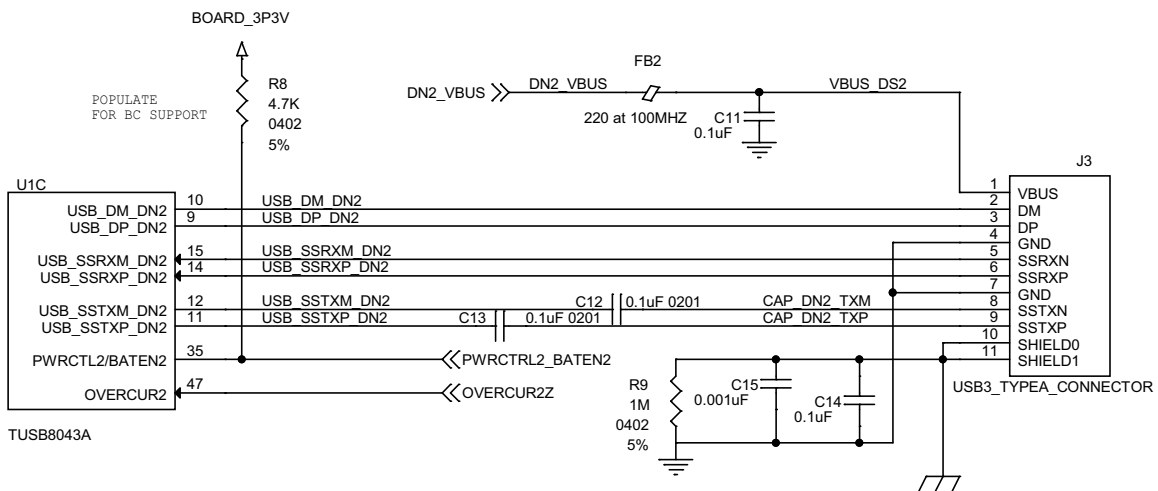 BOARD_3P3V
R8
4.7K
0402
5%
POPULATE
FOR BC SUPPORT
FB2
DN2_VBUS
DN2_VBUS
VBUS_DS2
220 at 100MHZ
C11
0.1uF
J3
U1C
USB_DM_DN2
10
USB_DM_DN2
1
VBUS
USB_DP_DN2
9
USB_DP_DN2
2
DM
3
DP
4
GND
USB_SSRXM_DN2
15
USB_SSRXM_DN2
5
SSRXN
USB_SSRXP_DN2
14
USB_SSRXP_DN2
6
SSRXP
7
GND
USB_SSTXM_DN2
12
USB_SSTXM_DN2
C12
0.1uF 0201
CAP_DN2_TXM
8
SSTXN
USB_SSTXP_DN2
11
USB_SSTXP_DN2
C13
0.1uF 0201
CAP_DN2_TXP
9
SSTXP
10
SHIELD0
PWRCTL2/BATEN2
35
PWRCTRL2_BATEN2
11
SHIELD1
OVERCUR2
47
OVERCUR2Z
USB3_TYPEA_CONNECTOR
R9
1M
0402
5%
C15
0.001uF
C14
0.1uF
TUSB8043A